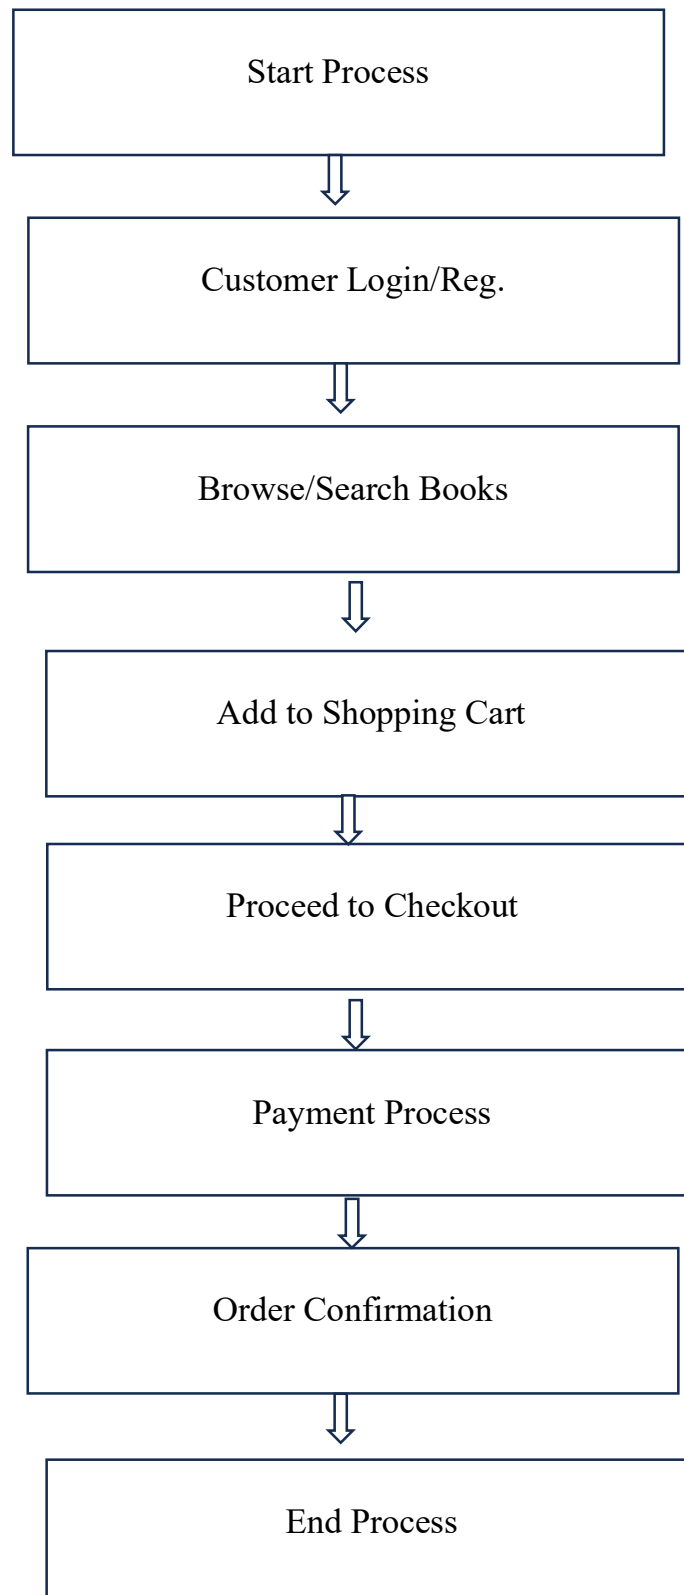 Start Process
Customer Login/Reg.
Browse/Search Books
Add to Shopping Cart
Proceed to Checkout
Payment Process
Order Confirmation
End Process